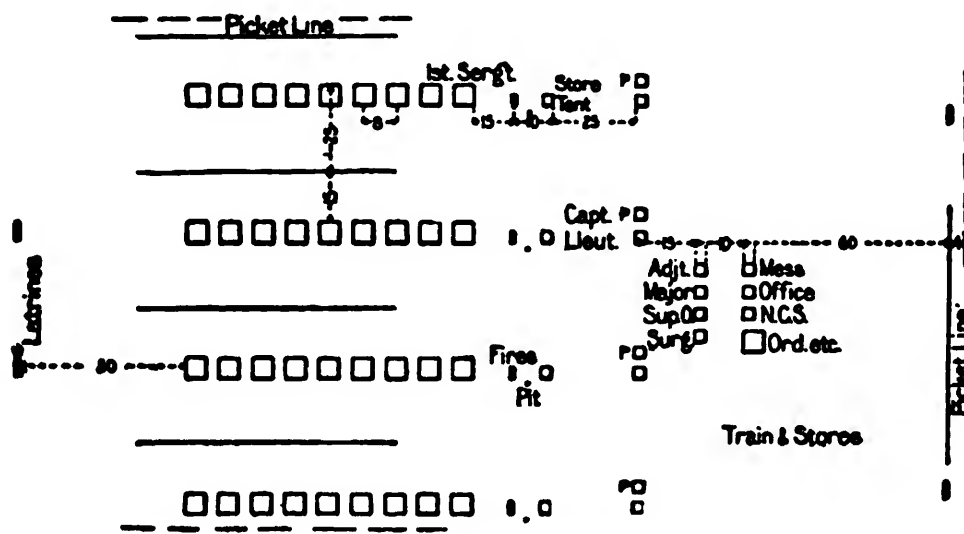 Picket Line
1st. Sergt.
Store
Tent
P
8
15
10
25
25
10
Capt.
P
Lieut.
15
10
60
Latrines
Adjt.
Mess
Major
Office
Sup.O
N.C.S.
Surg
Ord.etc.
Fires
P
Pit
Picket Line
Train & Stores
P